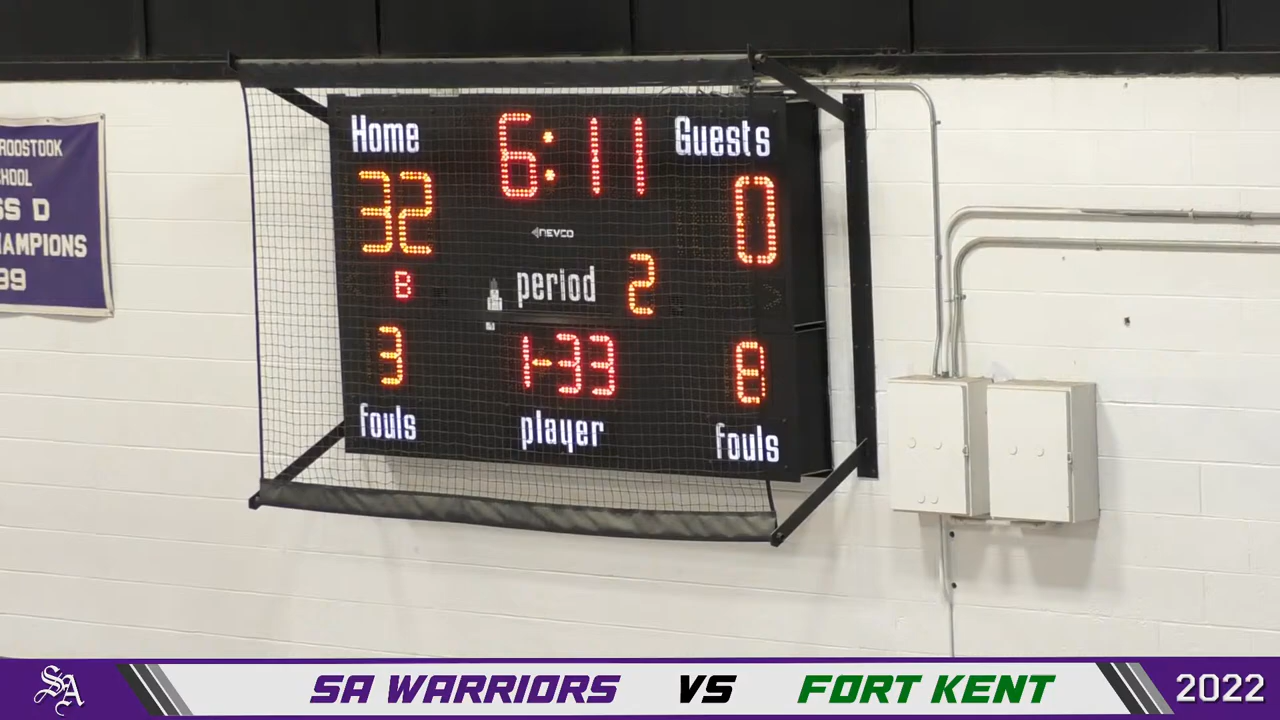 ROOSTOOK
HOOL
SS D
HAMPIONS
99
Home 6:11 Guests
32 0
NEVCO
B period 2
3 1-33 8
fouls player fouls
SA SA WARRIORS VS FORT KENT 2022